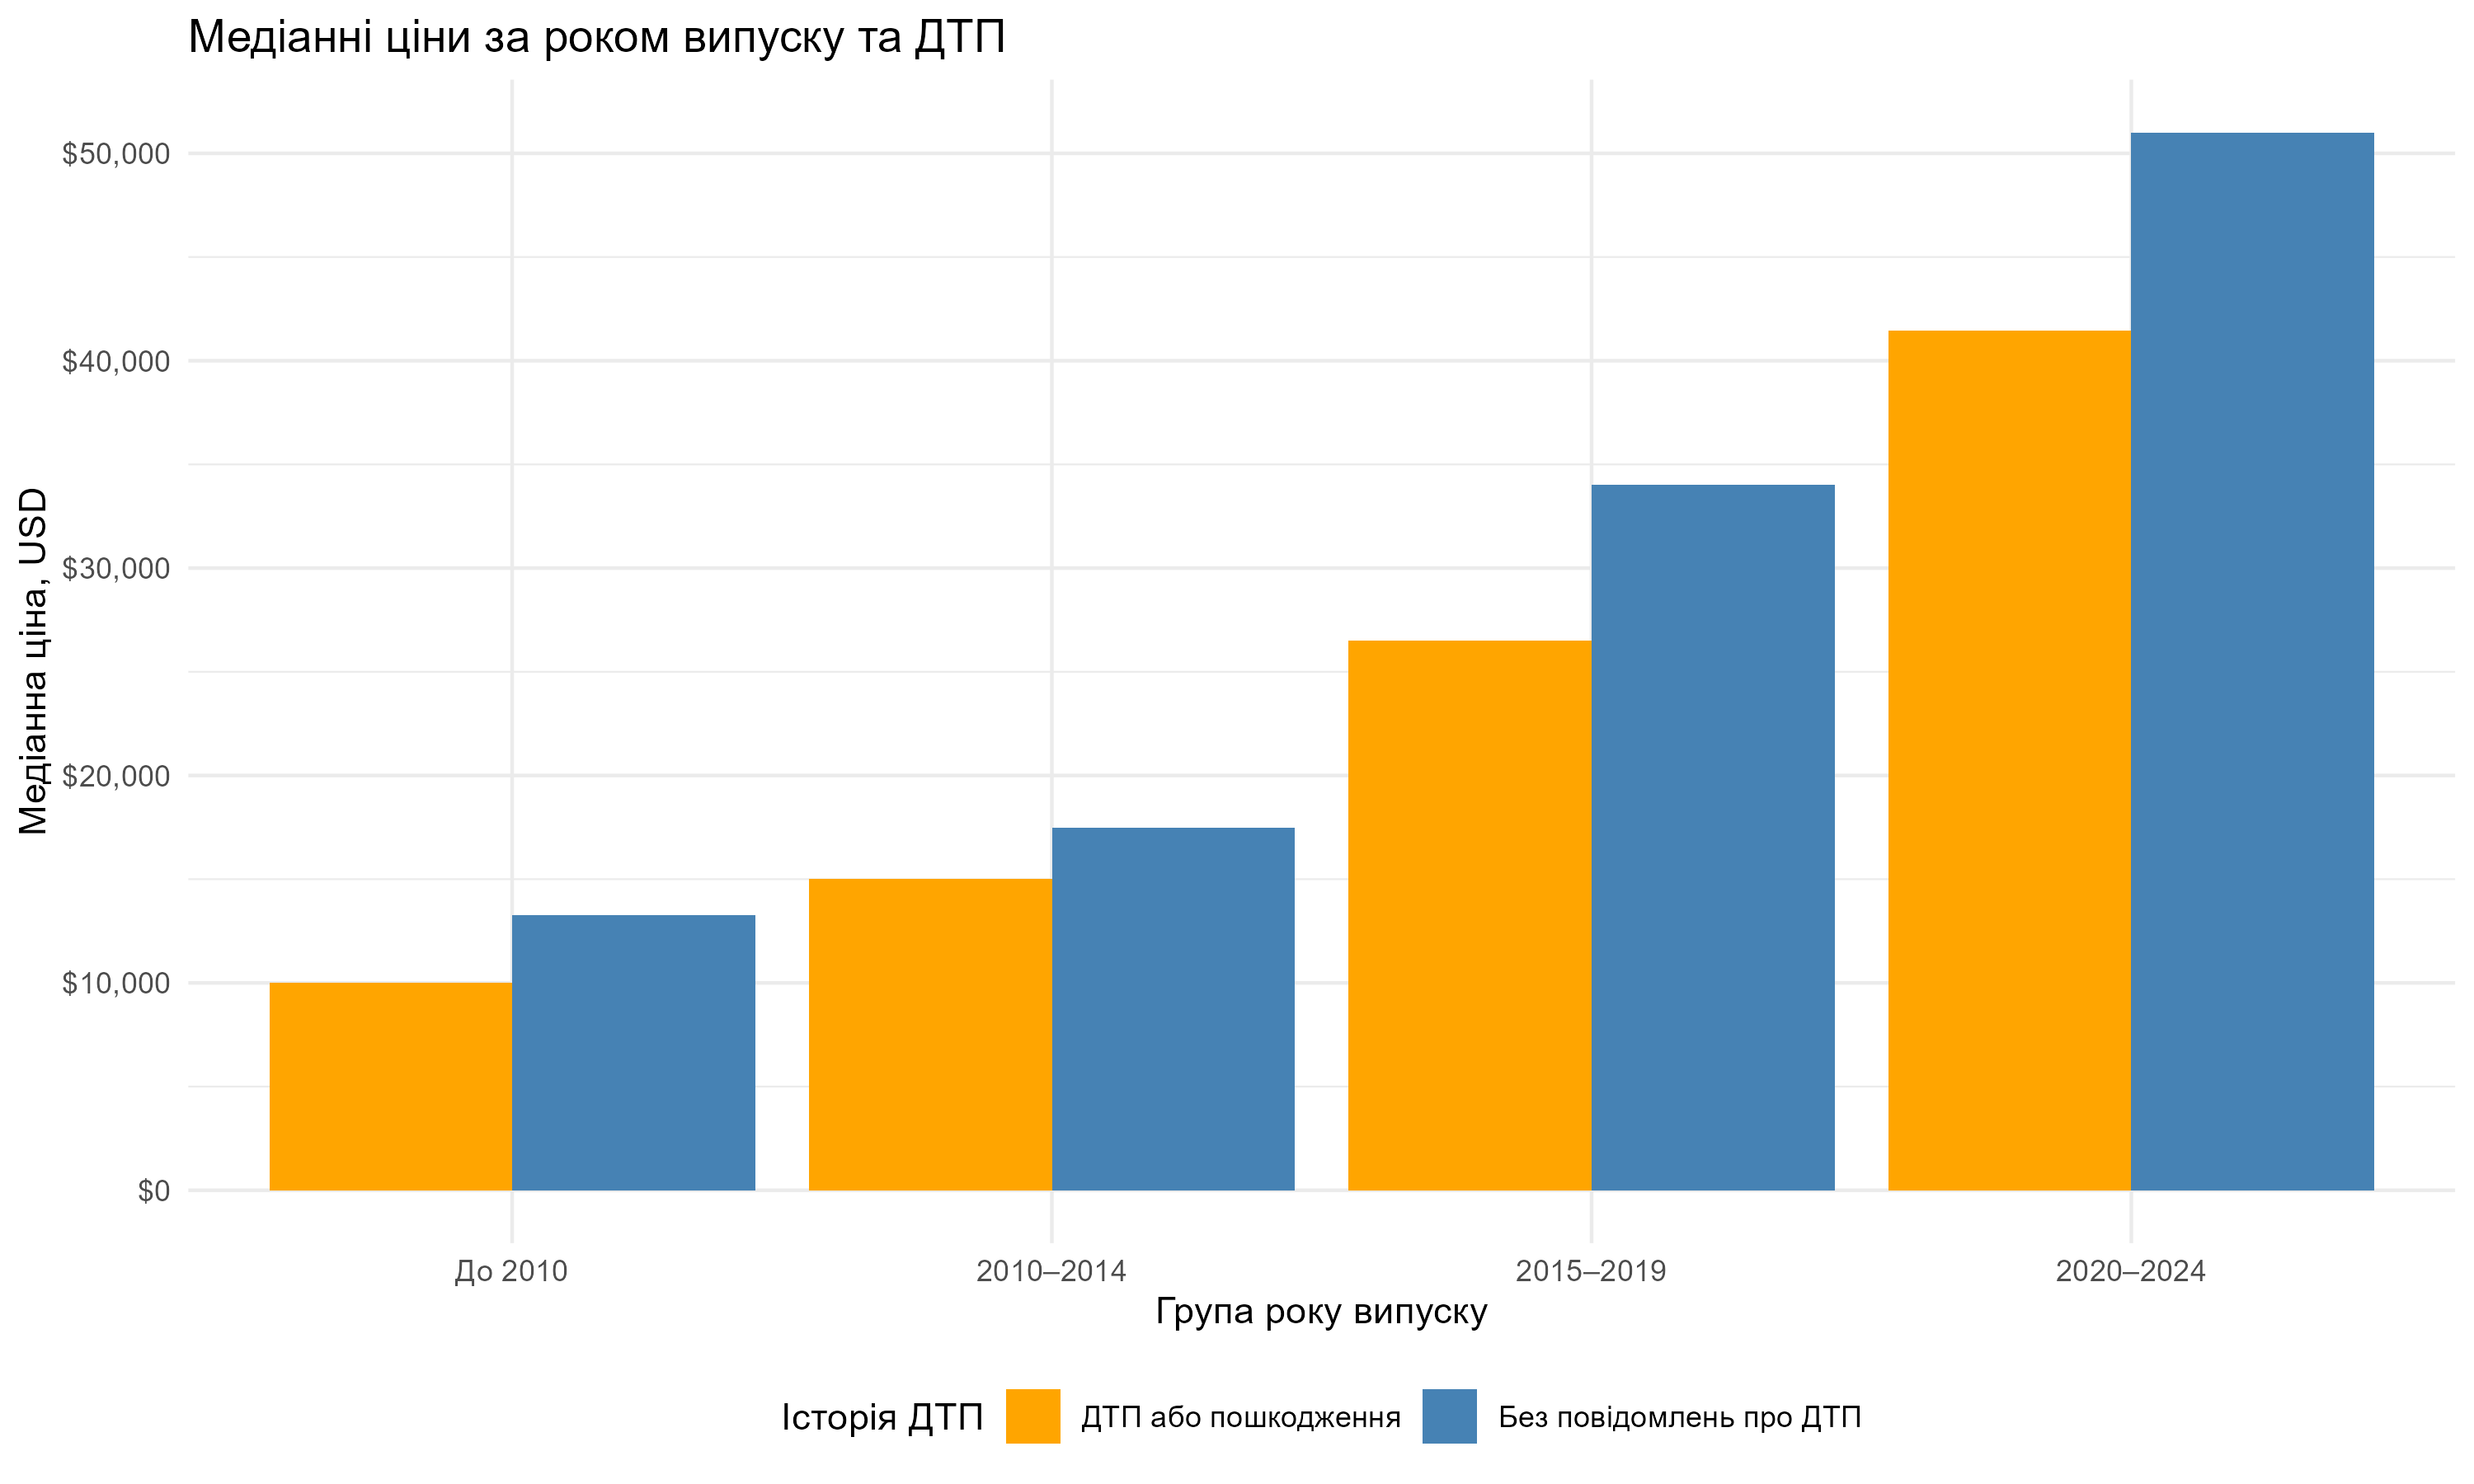 Медіанні ціни за роком випуску та ДТП
Медіанна ціна, USD
$50,000
$40,000
$30,000
$20,000
$10,000
$0
До 2010
2010–2014
2015–2019
2020–2024
Група року випуску
Історія ДТП
ДТП або пошкодження
Без повідомлень про ДТП